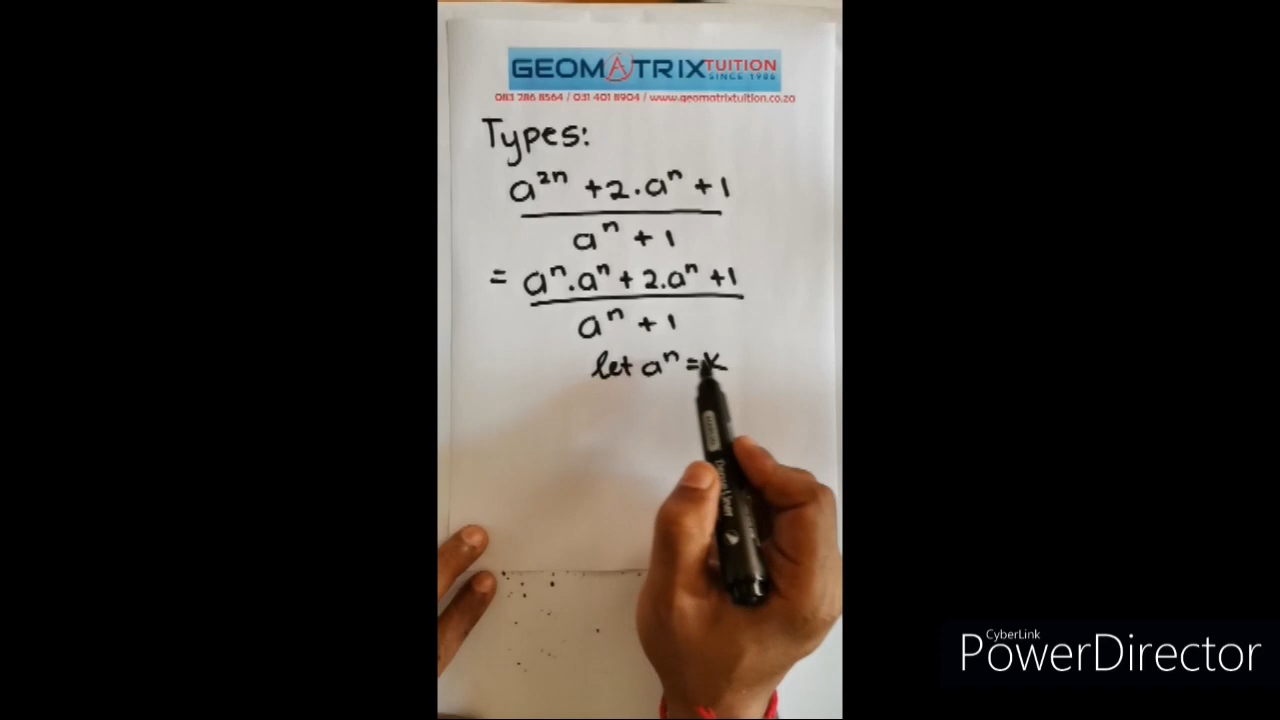 GEOMATRIX TUITION
SINCE 1986
083 286 8564 / 031 401 8904 / www.geomatrixtuition.co.za
Types:
a²ⁿ + 2.aⁿ + 1
aⁿ + 1
= aⁿ.aⁿ + 2.aⁿ + 1
aⁿ + 1
let aⁿ = k
CyberLink
PowerDirector